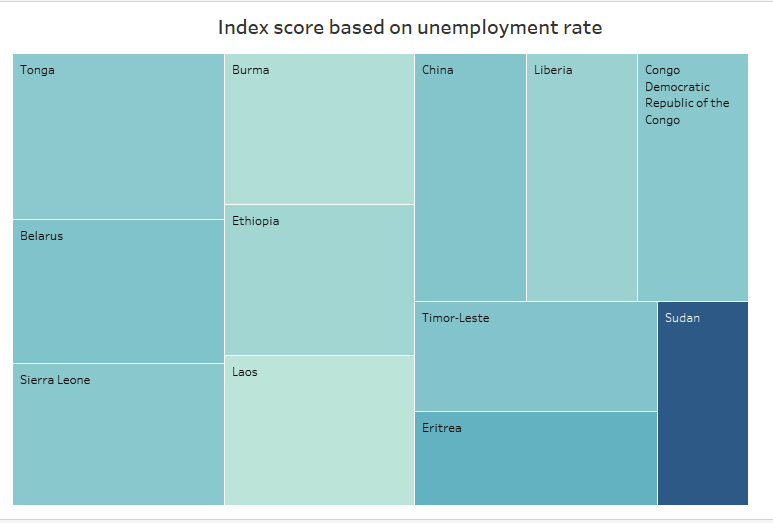 Index score based on unemployment rate
Tonga
Burma
China
Liberia
Congo
Democratic
Republic of the
Congo
Belarus
Ethiopia
Timor-Leste
Sudan
Sierra Leone
Laos
Eritrea